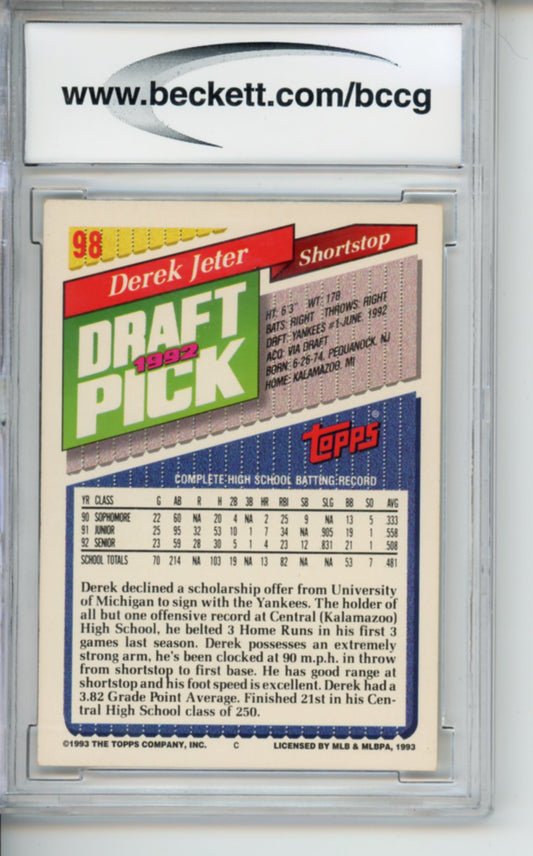 www.beckett.com/bccg
98
Derek Jeter
Shortstop
DRAFT
1992
PICK
HT: 6'3" WT: 178
BATS: RIGHT THROWS: RIGHT
DRFT: YANKEES #1-JUNE, 1992
ACQ: VIA DRAFT
BORN: 6-26-74, PEQUANOCK, NJ
HOME: KALAMAZOO, MI
topps
COMPLETE HIGH SCHOOL BATTING RECORD
YR CLASS G AB R H 2B 3B HR RBI SB SLG BB SO AVG
90 SOPHOMORE 22 60 NA 20 4 NA 2 25 9 NA 13 5 .333
91 JUNIOR 25 95 32 53 10 1 7 34 NA .905 19 1 .558
92 SENIOR 23 59 28 30 5 1 4 23 12 .831 21 1 .508
SCHOOL TOTALS 70 214 NA 103 19 NA 13 82 NA NA 53 7 .481
Derek declined a scholarship offer from University
of Michigan to sign with the Yankees. The holder of
all but one offensive record at Central (Kalamazoo)
High School, he belted 3 Home Runs in his first 3
games last season. Derek possesses an extremely
strong arm, he's been clocked at 90 m.p.h. in throw
from shortstop to first base. He has good range at
shortstop and his foot speed is excellent. Derek had a
3.82 Grade Point Average. Finished 21st in his Cen-
tral High School class of 250.
©1993 THE TOPPS COMPANY, INC. C LICENSED BY MLB & MLBPA, 1993